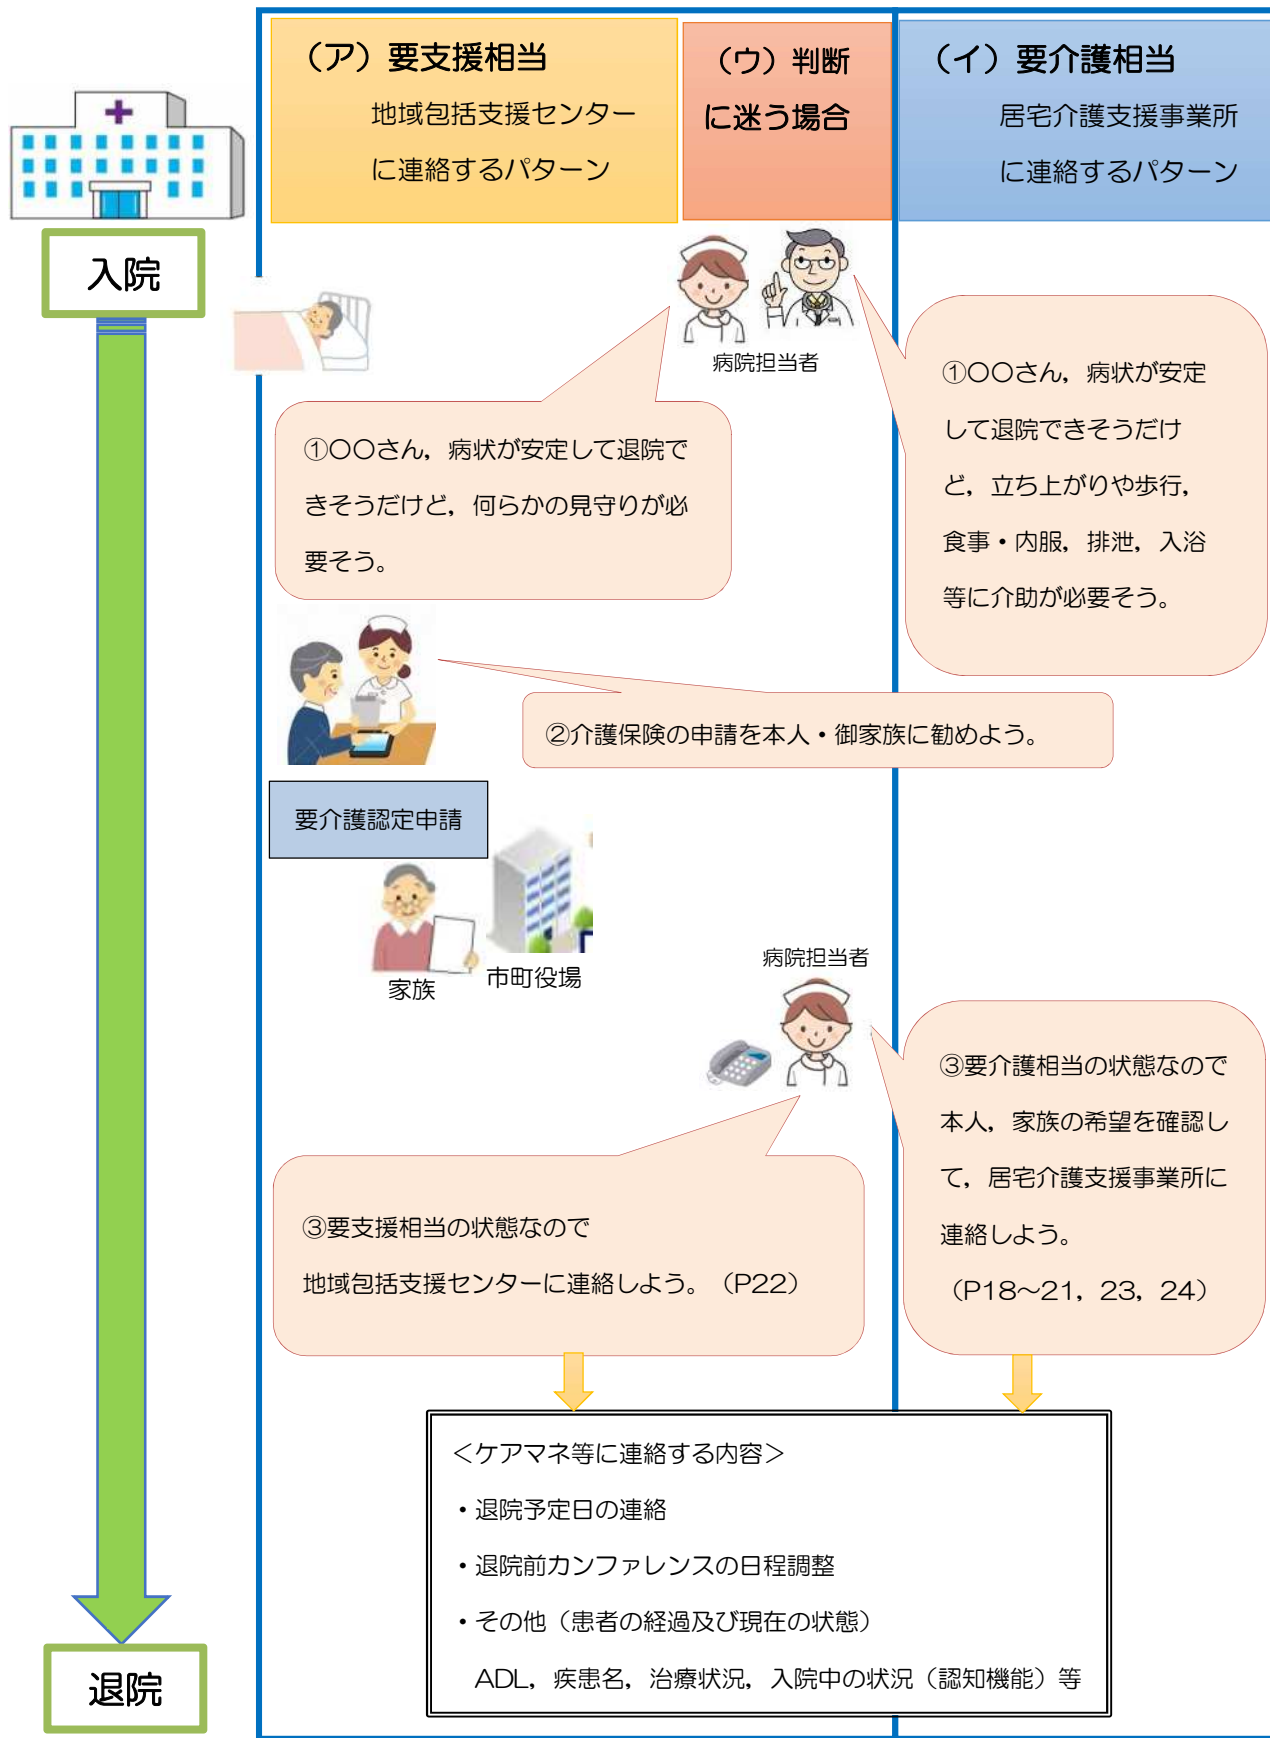 （ア）要支援相当
地域包括支援センター
に連絡するパターン
（ウ）判断
に迷う場合
（イ）要介護相当
居宅介護支援事業所
に連絡するパターン
入院
病院担当者
①〇〇さん，病状が安定して退院で
きそうだけど，何らかの見守りが必
要そう。
①〇〇さん，病状が安定
して退院できそうだけ
ど，立ち上がりや歩行，
食事・内服，排泄，入浴
等に介助が必要そう。
②介護保険の申請を本人・御家族に勧めよう。
要介護認定申請
家族
市町役場
病院担当者
③要支援相当の状態なので
地域包括支援センターに連絡しよう。（P22）
③要介護相当の状態なので
本人，家族の希望を確認し
て，居宅介護支援事業所に
連絡しよう。
（P18～21，23，24）
＜ケアマネ等に連絡する内容＞
・退院予定日の連絡
・退院前カンファレンスの日程調整
・その他（患者の経過及び現在の状態）
ADL，疾患名，治療状況，入院中の状況（認知機能）等
退院